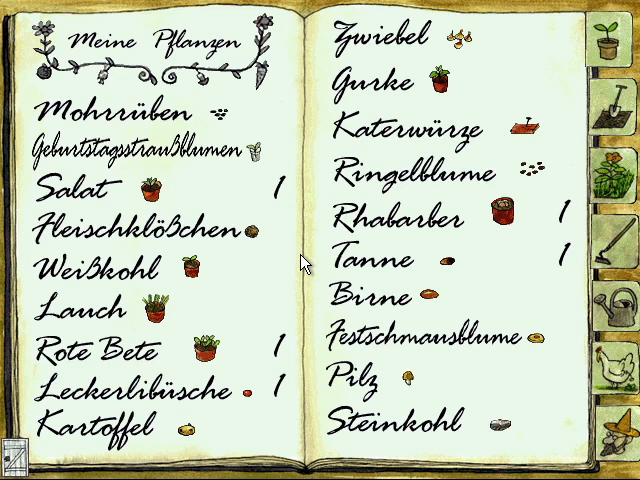 Meine Pflanzen
Mohrrüben
Geburtstagsstraußblumen
Salat 1
Fleischklößchen
Weißkohl
Lauch
Rote Bete 1
Leckerlibüsche 1
Kartoffel
Zwiebel
Gurke
Katerwürze
Ringelblume
Rhabarber 1
Tanne 1
Birne
Festschmausblume
Pilz
Steinkohl